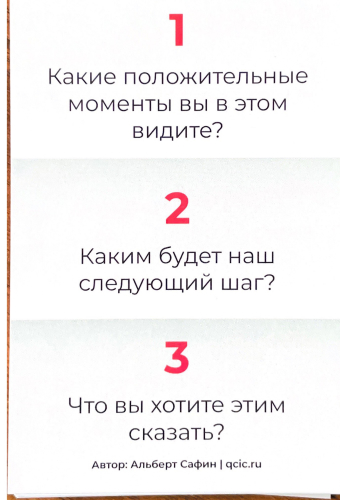 1
Какие положительные
моменты вы в этом
видите?
2
Каким будет наш
следующий шаг?
3
Что вы хотите этим
сказать?
Автор: Альберт Сафин | qcic.ru